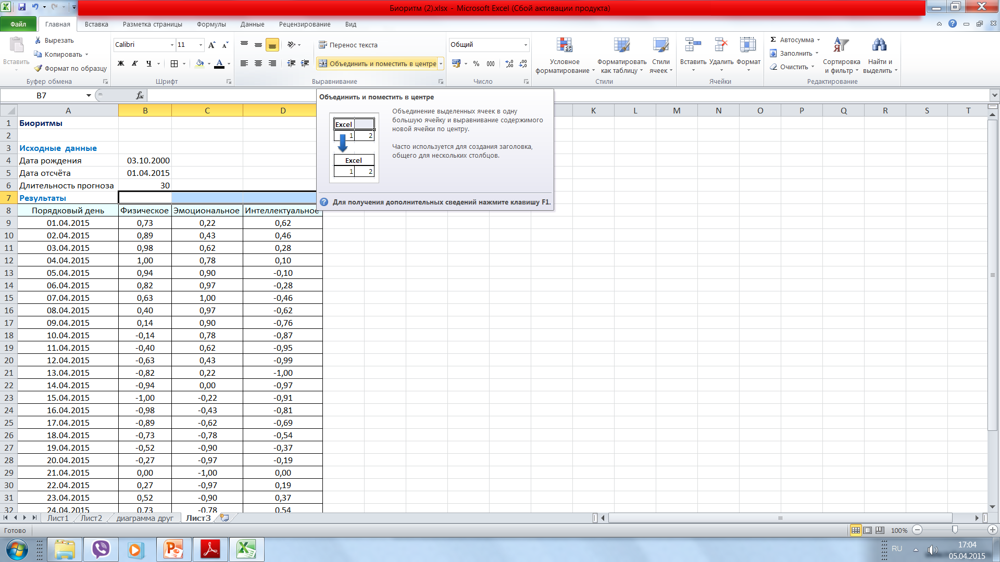 Биоритм (2).xlsx - Microsoft Excel (Сбой активации продукта)
Файл Главная Вставка Разметка страницы Формулы Данные Рецензирование Вид
Вставить
Вырезать
Копировать
Формат по образцу
Буфер обмена
Calibri 11
Ж К Ч
Шрифт
Перенос текста
Объединить и поместить в центре
Выравнивание
Общий
% 000
Число
Условное форматирование
Форматировать как таблицу
Стили ячеек
Стили
Вставить Удалить Формат
Ячейки
Σ Автосумма
Заполнить
Очистить
Сортировка и фильтр
Найти и выделить
Редактирование
B7
Объединить и поместить в центре
Объединение выделенных ячеек в одну
большую ячейку и выравнивание содержимого
новой ячейки по центру.
Часто используется для создания заголовка,
общего для нескольких столбцов.
Excel
1 2
Excel
1 2
Для получения дополнительных сведений нажмите клавишу F1.
A B C D K L M N O P Q R S T
1 Биоритмы
2
3 Исходные данные
4 Дата рождения 03.10.2000
5 Дата отсчёта 01.04.2015
6 Длительность прогноза 30
7 Результаты
8 Порядковый день Физическое Эмоциональное Интеллектуальное
9 01.04.2015 0,73 0,22 0,62
10 02.04.2015 0,89 0,43 0,46
11 03.04.2015 0,98 0,62 0,28
12 04.04.2015 1,00 0,78 0,10
13 05.04.2015 0,94 0,90 -0,10
14 06.04.2015 0,82 0,97 -0,28
15 07.04.2015 0,63 1,00 -0,46
16 08.04.2015 0,40 0,97 -0,62
17 09.04.2015 0,14 0,90 -0,76
18 10.04.2015 -0,14 0,78 -0,87
19 11.04.2015 -0,40 0,62 -0,95
20 12.04.2015 -0,63 0,43 -0,99
21 13.04.2015 -0,82 0,22 -1,00
22 14.04.2015 -0,94 0,00 -0,97
23 15.04.2015 -1,00 -0,22 -0,91
24 16.04.2015 -0,98 -0,43 -0,81
25 17.04.2015 -0,89 -0,62 -0,69
26 18.04.2015 -0,73 -0,78 -0,54
27 19.04.2015 -0,52 -0,90 -0,37
28 20.04.2015 -0,27 -0,97 -0,19
29 21.04.2015 0,00 -1,00 0,00
30 22.04.2015 0,27 -0,97 0,19
31 23.04.2015 0,52 -0,90 0,37
32 24.04.2015 0,73 -0,78 0,54
Лист1 Лист2 диаграмма друг Лист3
Готово 100%
RU 17:04
05.04.2015